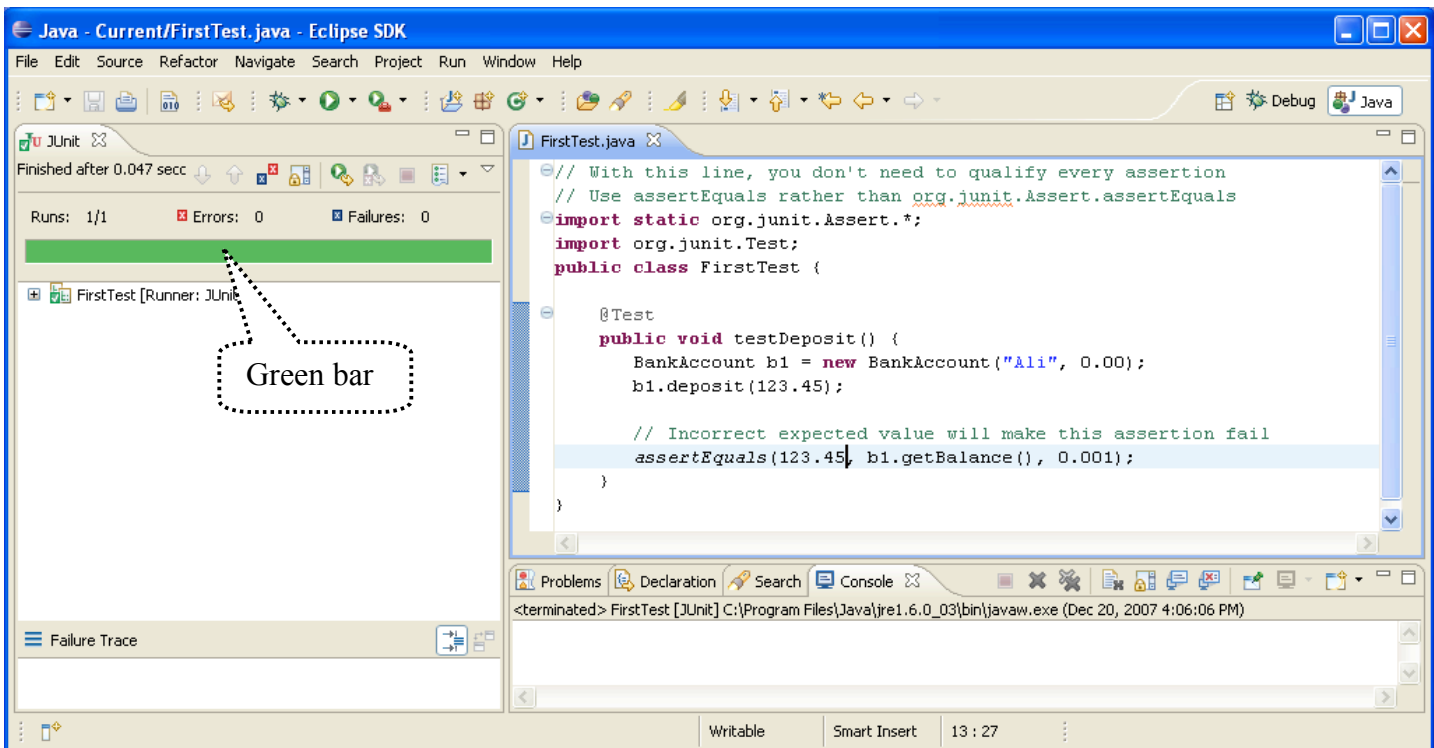 Java - Current/FirstTest.java - Eclipse SDK
File Edit Source Refactor Navigate Search Project Run Window Help
Debug Java
JUnit
Finished after 0.047 secc
Runs: 1/1 Errors: 0 Failures: 0
FirstTest [Runner: JUnit
Green bar
Failure Trace
FirstTest.java
// With this line, you don't need to qualify every assertion
// Use assertEquals rather than org.junit.Assert.assertEquals
import static org.junit.Assert.*;
import org.junit.Test;
public class FirstTest {
@Test
public void testDeposit() {
BankAccount b1 = new BankAccount("Ali", 0.00);
b1.deposit(123.45);
// Incorrect expected value will make this assertion fail
assertEquals(123.45, b1.getBalance(), 0.001);
}
}
Problems Declaration Search Console
<terminated> FirstTest [JUnit] C:\Program Files\Java\jre1.6.0_03\bin\javaw.exe (Dec 20, 2007 4:06:06 PM)
Writable Smart Insert 13 : 27